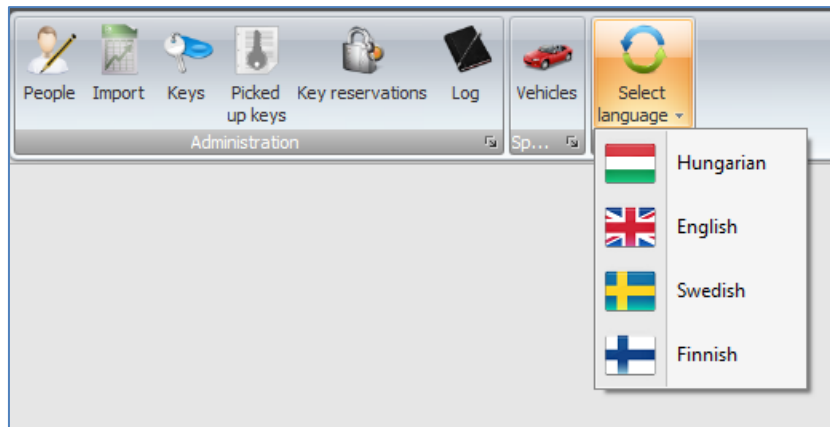 People Import Keys Picked up keys Key reservations Log Vehicles Select language
Administration Sp...
Hungarian
English
Swedish
Finnish